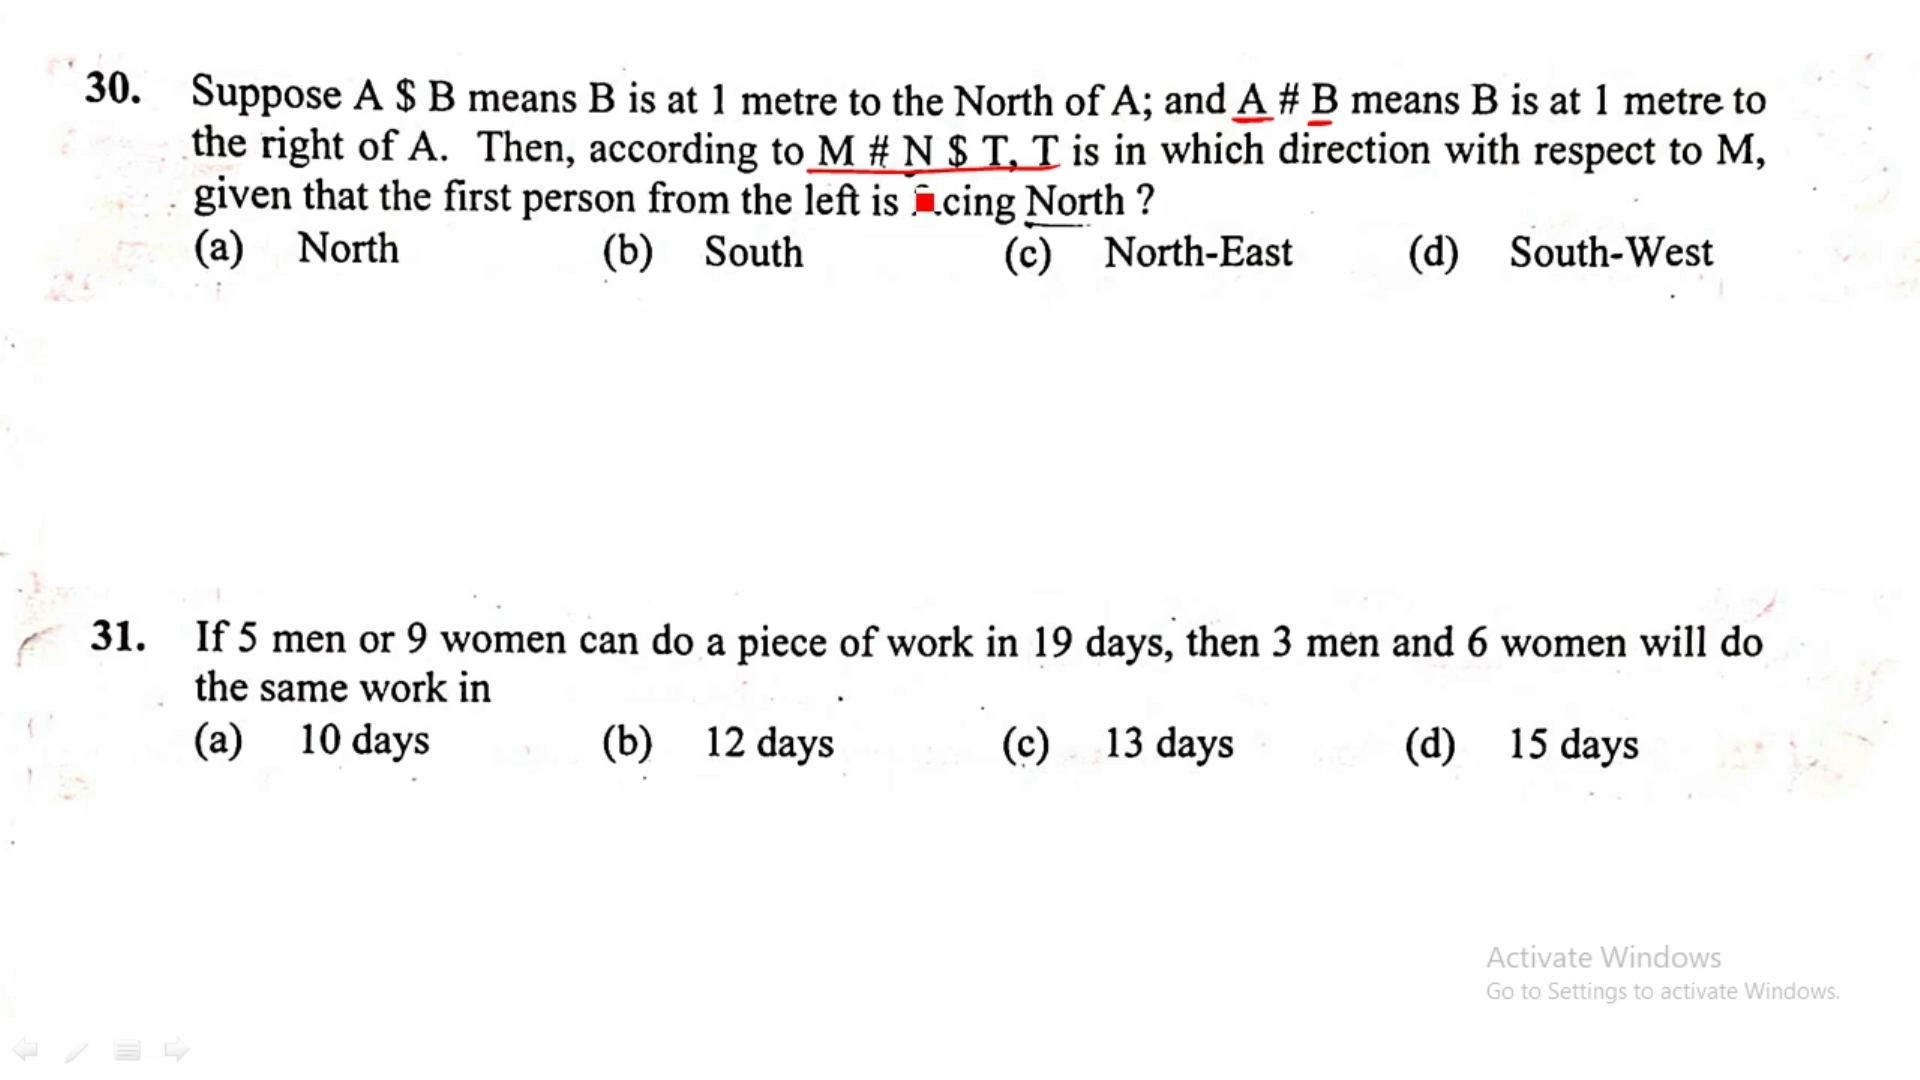 30. Suppose A $ B means B is at 1 metre to the North of A; and A # B means B is at 1 metre to
the right of A. Then, according to M # N $ T, T is in which direction with respect to M,
given that the first person from the left is cing North ?
(a) North (b) South (c) North-East (d) South-West
31. If 5 men or 9 women can do a piece of work in 19 days, then 3 men and 6 women will do
the same work in
(a) 10 days (b) 12 days (c) 13 days (d) 15 days
Activate Windows
Go to Settings to activate Windows.